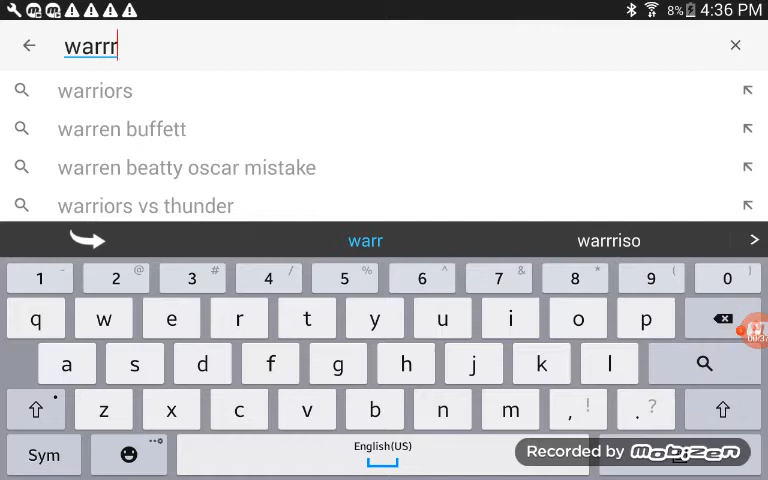 8% 4:36 PM
warrr
warriors
warren buffett
warren beatty oscar mistake
warriors vs thunder
warr warrriso >
1 - 2 @ 3 # 4 / 5 % 6 ^ 7 & 8 * 9 ( 0 )
q w e r t y u i o p
a s d f g h j k l
z x c v b n m , ! . ?
Sym English(US)
Recorded by mobizen